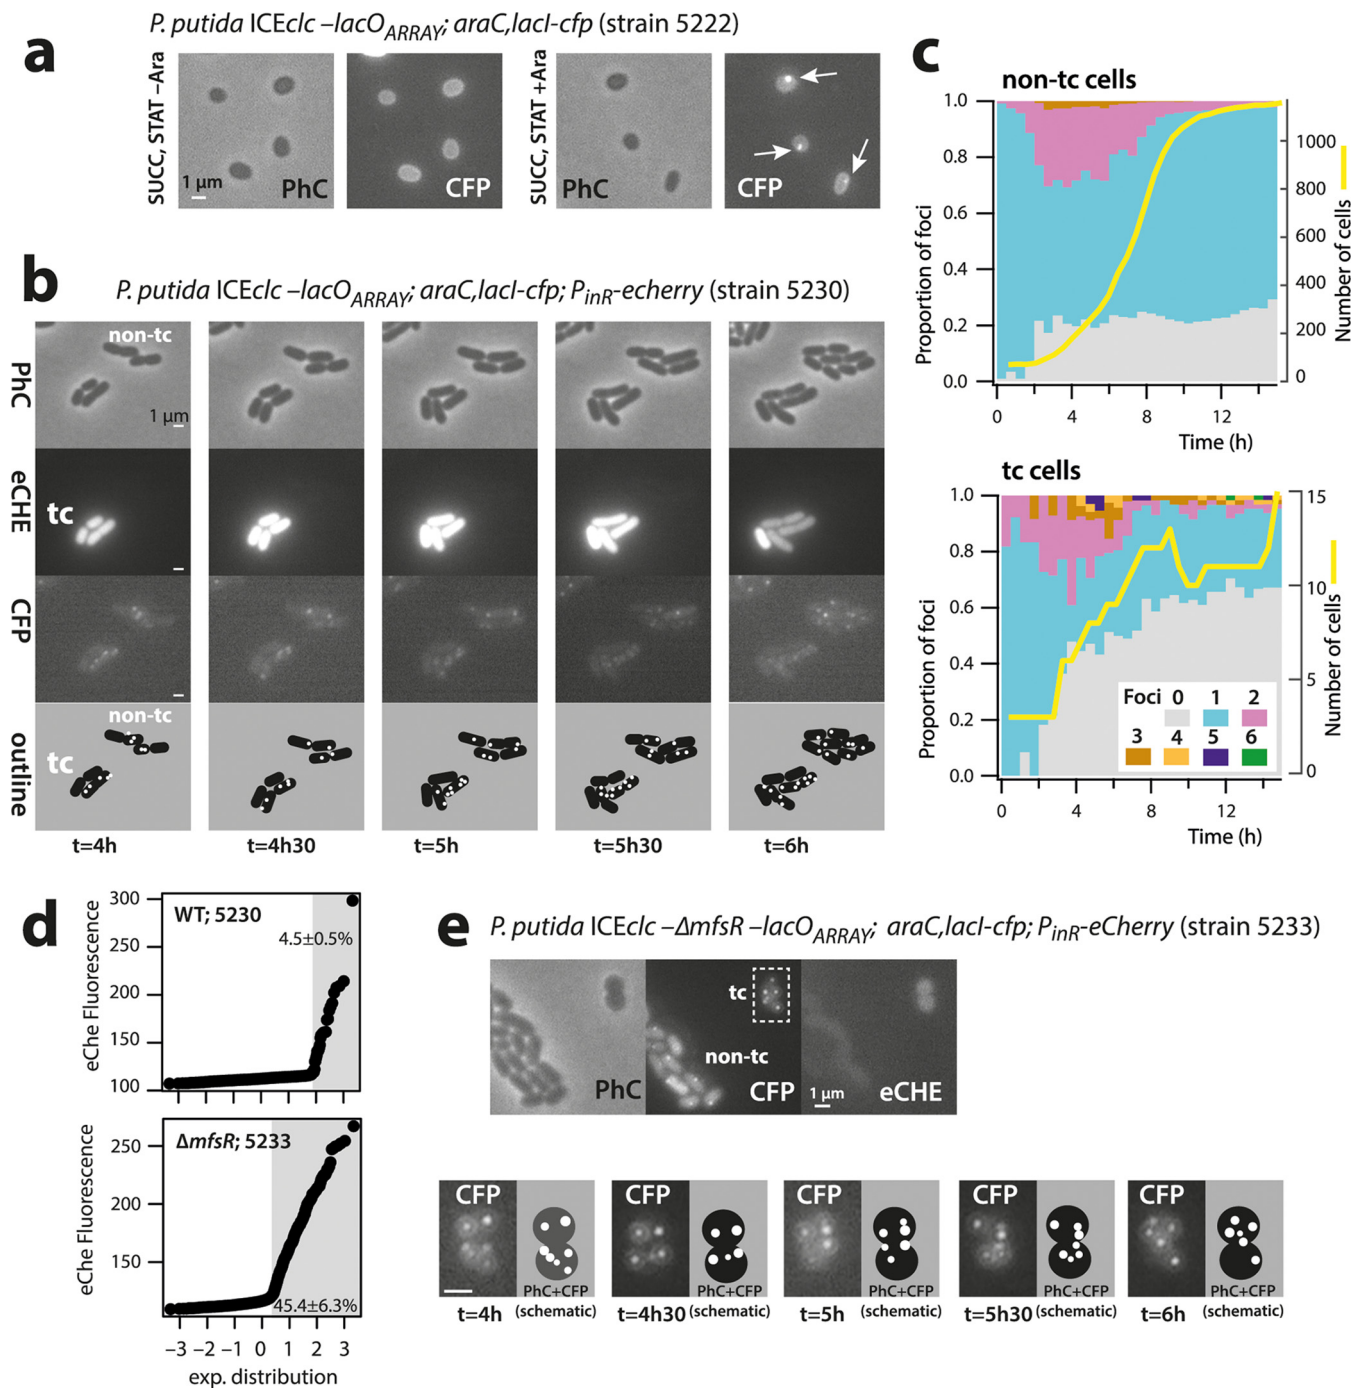 P. putida ICEclc –lacO_ARRAY; araC,lacI-cfp (strain 5222)
a
SUCC, STAT –Ara
1 µm
PhC
CFP
SUCC, STAT +Ara
PhC
CFP
b
P. putida ICEclc –lacO_ARRAY; araC,lacI-cfp; P_inR-echerry (strain 5230)
PhC
non-tc
1 µm
eCHE
tc
CFP
outline
non-tc
tc
t=4h
t=4h30
t=5h
t=5h30
t=6h
c
non-tc cells
Proportion of foci
1.0
0.8
0.6
0.4
0.2
0.0
0
4
8
12
Time (h)
1000
800
600
400
200
0
Number of cells
tc cells
Proportion of foci
1.0
0.8
0.6
0.4
0.2
0.0
0
4
8
12
Time (h)
15
10
5
0
Number of cells
Foci 0 1 2
3 4 5 6
d
eChe Fluorescence
300
250
200
150
100
WT; 5230
4.5±0.5%
eChe Fluorescence
250
200
150
ΔmfsR; 5233
45.4±6.3%
−3 −2 −1 0 1 2 3
exp. distribution
e
P. putida ICEclc –ΔmfsR –lacO_ARRAY; araC,lacI-cfp; P_inR-eCherry (strain 5233)
PhC
tc
non-tc
CFP
1 µm
eCHE
CFP
PhC+CFP
t=4h (schematic)
CFP
PhC+CFP
t=4h30 (schematic)
CFP
PhC+CFP
t=5h (schematic)
CFP
PhC+CFP
t=5h30 (schematic)
CFP
PhC+CFP
t=6h (schematic)